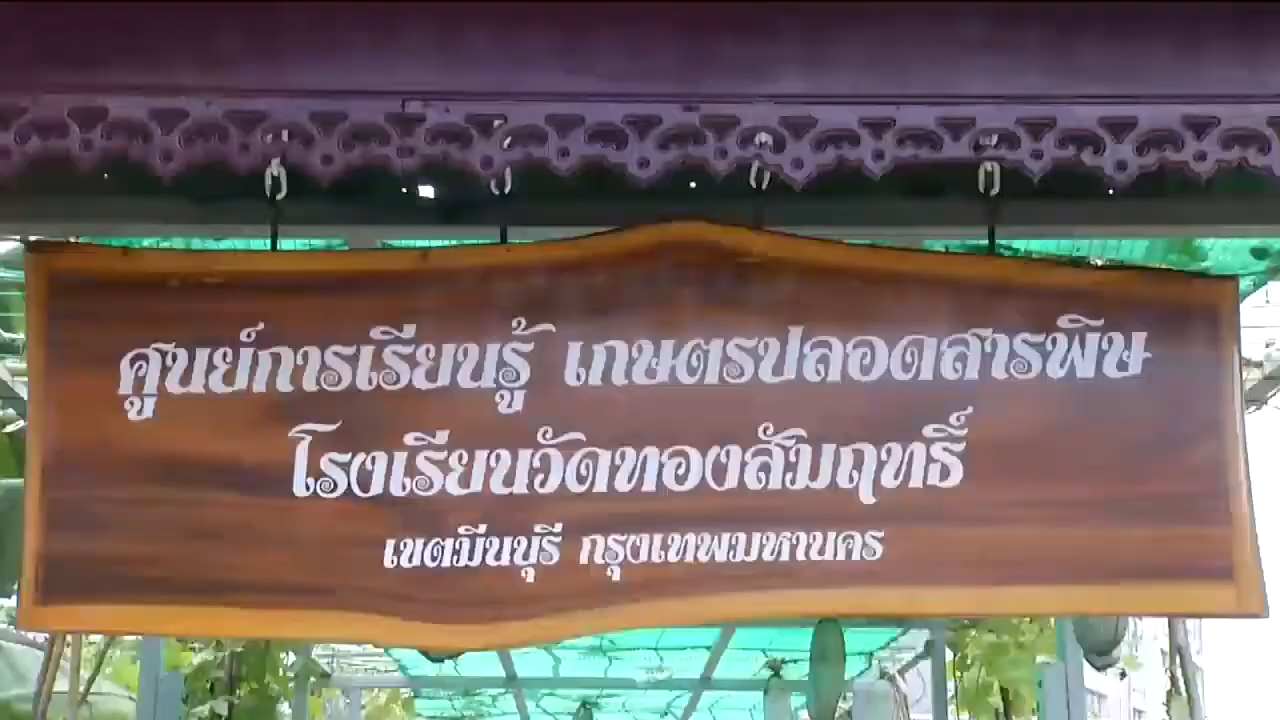 ศูนย์การเรียนรู้ เกษตรปลอดสารพิษ
โรงเรียนวัดทองสัมฤทธิ์
เขตมีนบุรี กรุงเทพมหานคร